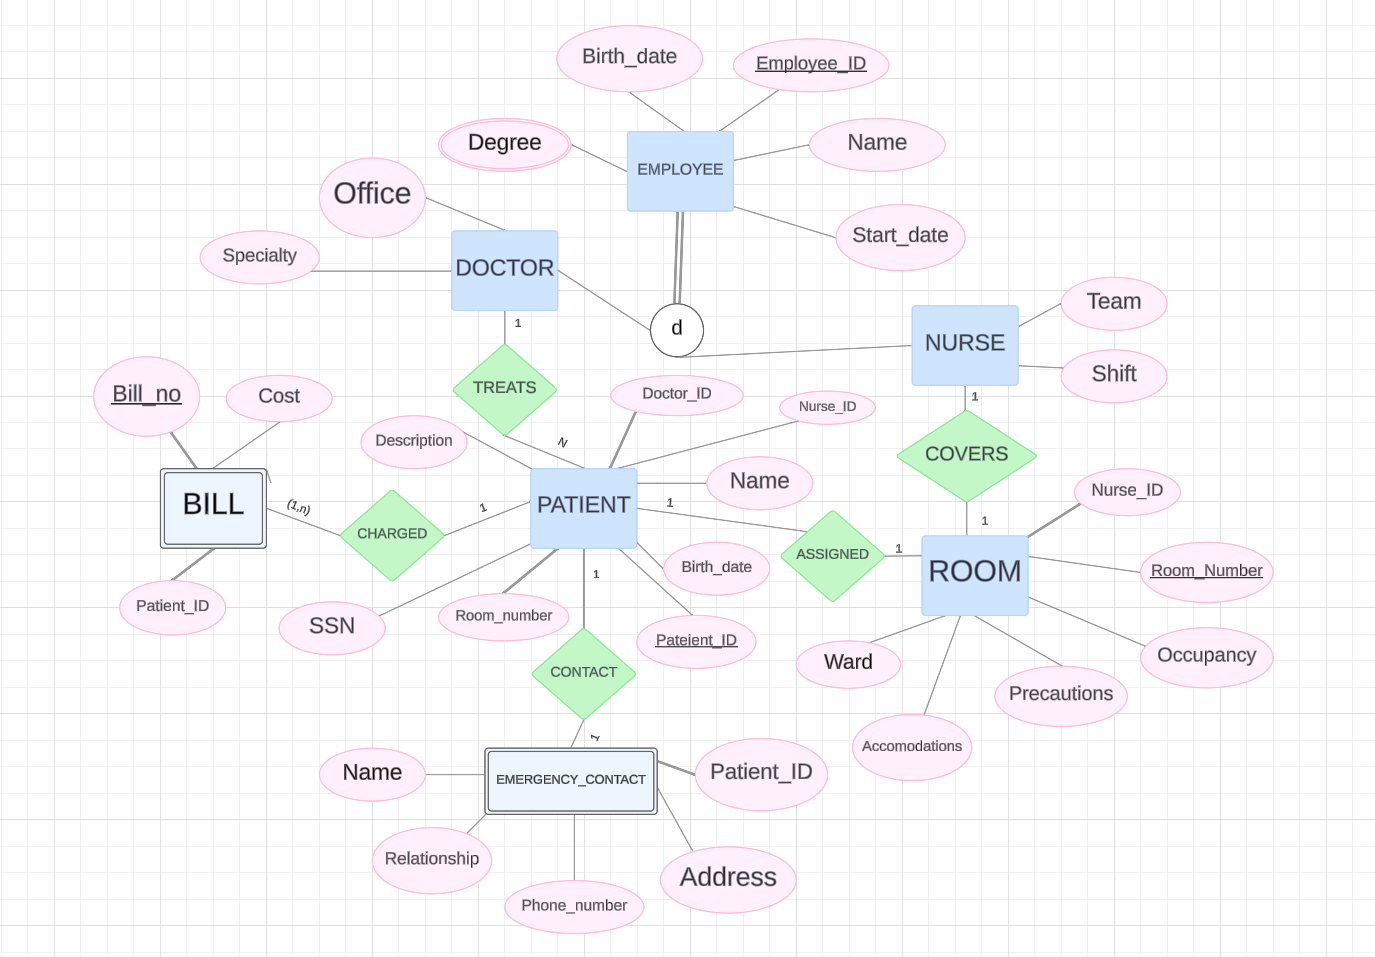 Birth_date
Employee_ID
Degree
EMPLOYEE
Name
Office
Start_date
Specialty
DOCTOR
Team
d
NURSE
1
Shift
TREATS
Bill_no
Cost
Doctor_ID
Nurse_ID
1
Description
N
COVERS
Name
Nurse_ID
BILL
(1,n)
1
PATIENT
1
1
CHARGED
ASSIGNED
1
ROOM
Room_Number
Birth_date
1
Patient_ID
SSN
Room_number
Pateient_ID
Ward
Occupancy
CONTACT
Precautions
1
Accomodations
Name
EMERGENCY_CONTACT
Patient_ID
Relationship
Address
Phone_number